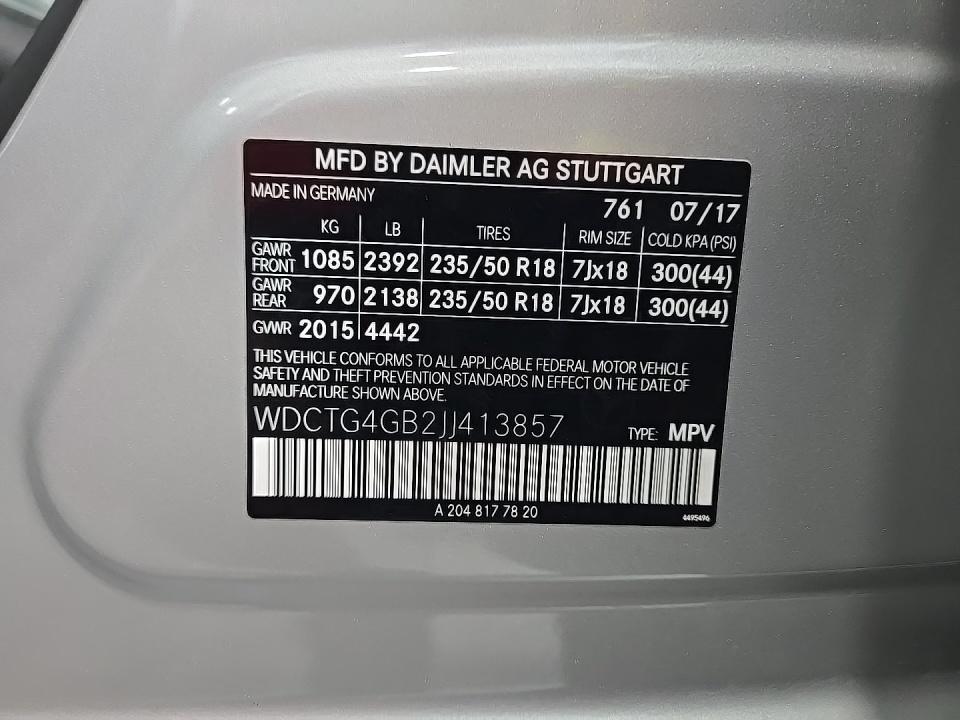 MFD BY DAIMLER AG STUTTGART
MADE IN GERMANY
761 07/17
KG LB TIRES RIM SIZE COLD KPA (PSI)
GAWR FRONT 1085 2392 235/50 R18 7Jx18 300(44)
GAWR REAR 970 2138 235/50 R18 7Jx18 300(44)
GVWR 2015 4442
THIS VEHICLE CONFORMS TO ALL APPLICABLE FEDERAL MOTOR VEHICLE
SAFETY AND THEFT PREVENTION STANDARDS IN EFFECT ON THE DATE OF
MANUFACTURE SHOWN ABOVE.
WDCTG4GB2JJ413857 TYPE: MPV
A 204 817 78 20
4495496